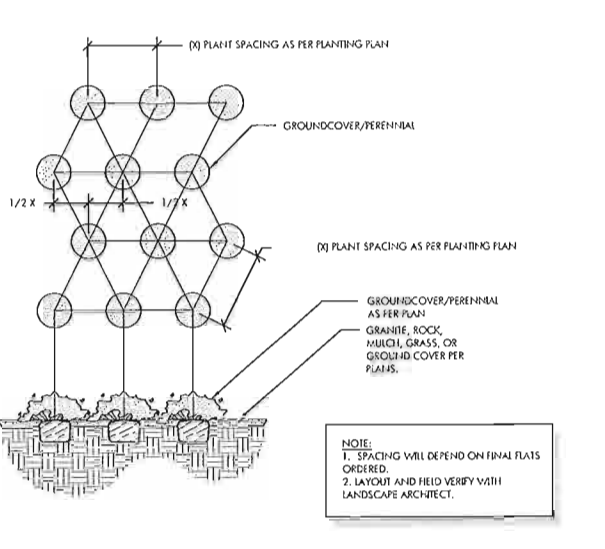 (X) PLANT SPACING AS PER PLANTING PLAN
GROUNDCOVER/PERENNIAL
1/2 X
1/2 X
(X) PLANT SPACING AS PER PLANTING PLAN
GROUNDCOVER/PERENNIAL
AS PER PLAN
GRANITE, ROCK,
MULCH, GRASS, OR
GROUND COVER PER
PLANS.
NOTE:
1. SPACING WILL DEPEND ON FINAL FLATS
ORDERED.
2. LAYOUT AND FIELD VERIFY WITH
LANDSCAPE ARCHITECT.